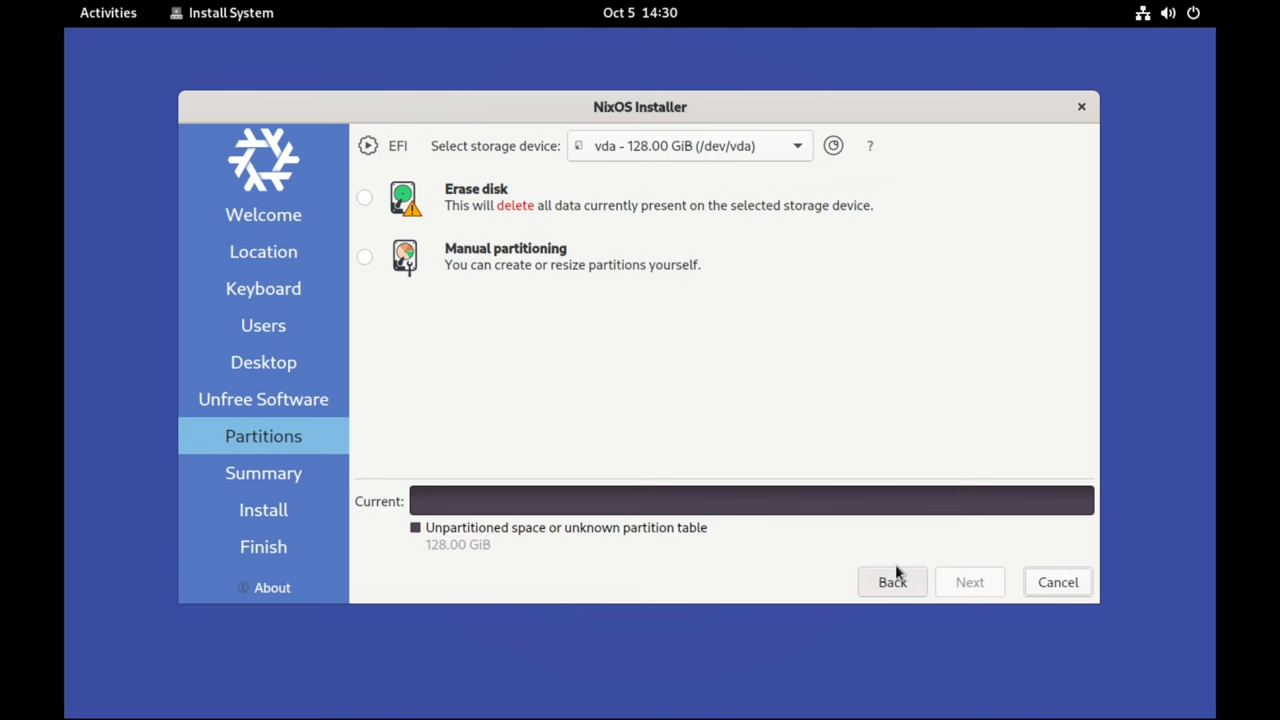 Activities
Install System
Oct 5 14:30
NixOS Installer
Welcome
Location
Keyboard
Users
Desktop
Unfree Software
Partitions
Summary
Install
Finish
About
EFI
Select storage device:
vda - 128.00 GiB (/dev/vda)
?
Erase disk
This will delete all data currently present on the selected storage device.
Manual partitioning
You can create or resize partitions yourself.
Current:
Unpartitioned space or unknown partition table
128.00 GiB
Back
Next
Cancel